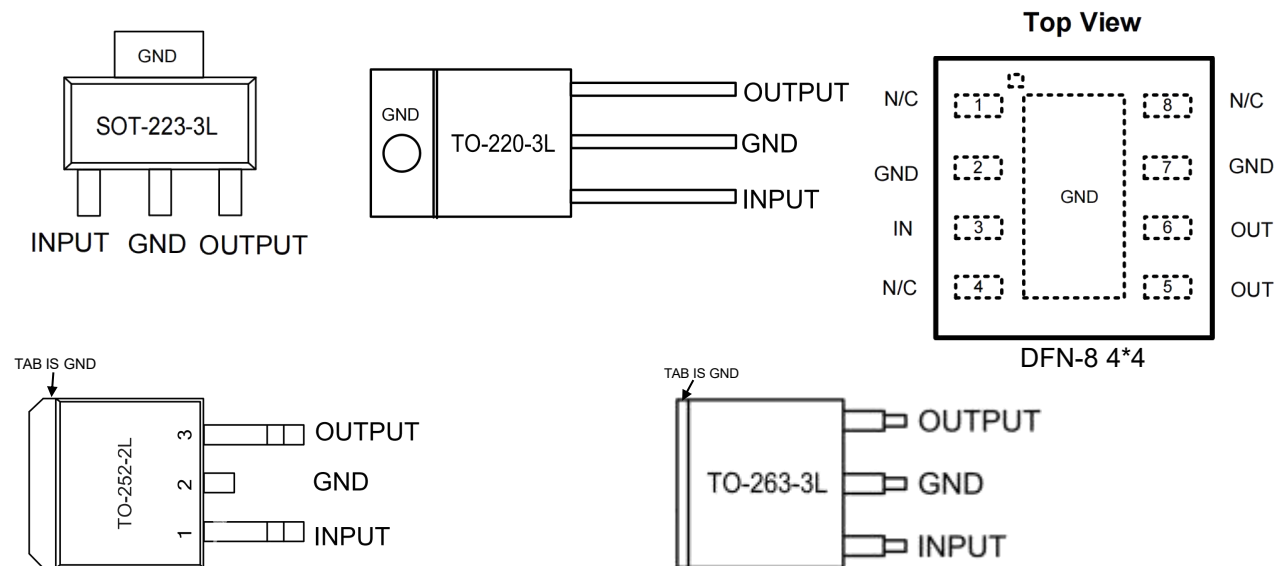 Top View
GND
SOT-223-3L
INPUT GND OUTPUT
GND
TO-220-3L
OUTPUT
GND
INPUT
N/C 1 8 N/C
GND 2 7 GND
GND
IN 3 6 OUT
N/C 4 5 OUT
DFN-8 4*4
TAB IS GND
TO-252-2L
3 OUTPUT
2 GND
1 INPUT
TAB IS GND
TO-263-3L
OUTPUT
GND
INPUT